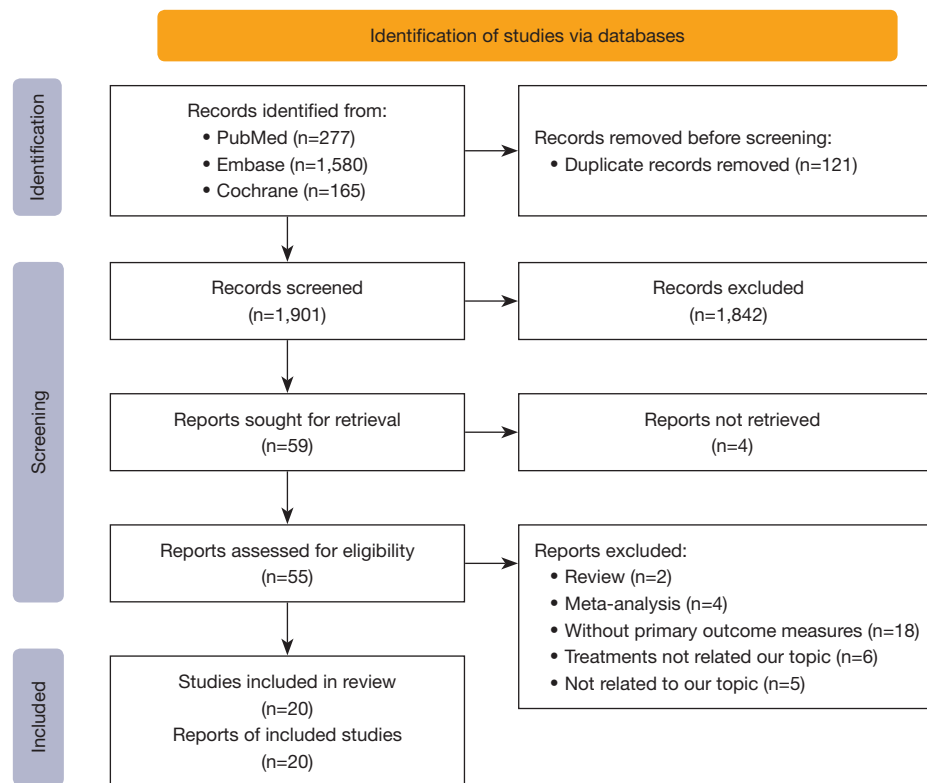 Identification of studies via databases
Identification
Records identified from:
• PubMed (n=277)
• Embase (n=1,580)
• Cochrane (n=165)
Records removed before screening:
• Duplicate records removed (n=121)
Screening
Records screened
(n=1,901)
Records excluded
(n=1,842)
Reports sought for retrieval
(n=59)
Reports not retrieved
(n=4)
Reports assessed for eligibility
(n=55)
Reports excluded:
• Review (n=2)
• Meta-analysis (n=4)
• Without primary outcome measures (n=18)
• Treatments not related our topic (n=6)
• Not related to our topic (n=5)
Included
Studies included in review
(n=20)
Reports of included studies
(n=20)